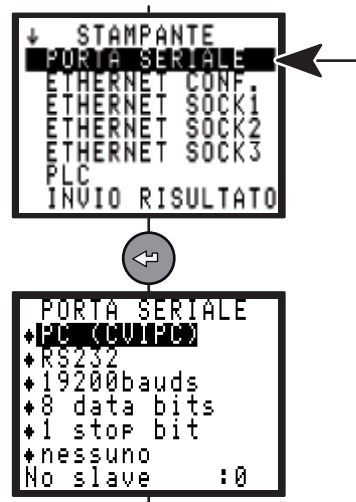 ↓ STAMPANTE
PORTA SERIALE
ETHERNET CONF.
ETHERNET SOCK1
ETHERNET SOCK2
ETHERNET SOCK3
PLC
INVIO RISULTATO
PORTA SERIALE
♦PC (CVIPC)
♦RS232
♦19200bauds
♦8 data bits
♦1 stop bit
♦nessuno
No slave :0